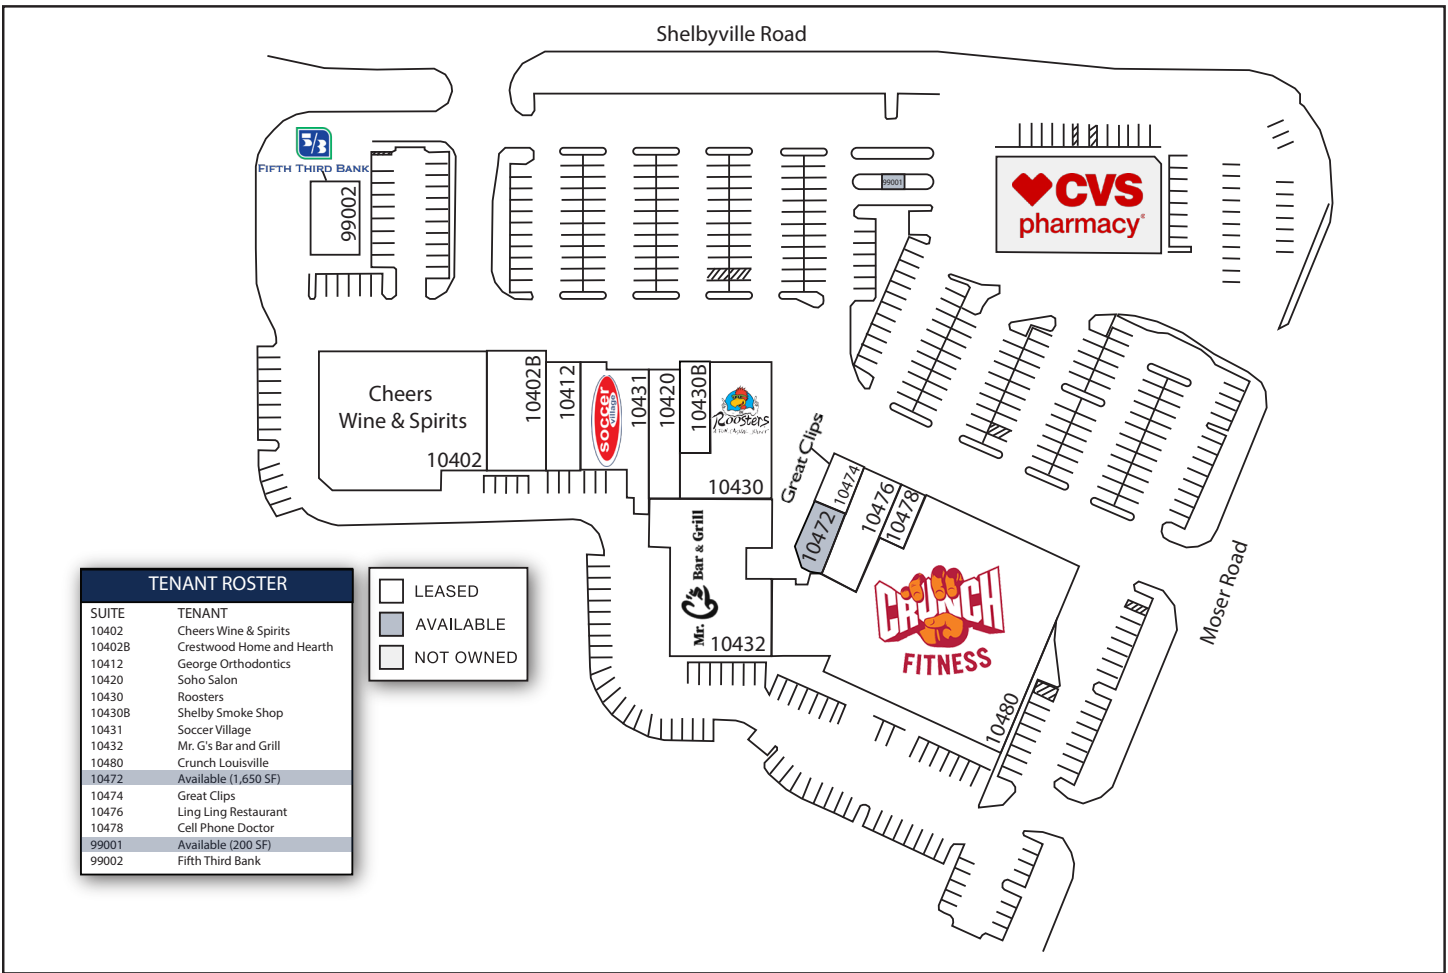 Shelbyville Road
5/3
FIFTH THIRD BANK
99002
99001
CVS
pharmacy
Cheers
Wine & Spirits
10402
10402B
10412
soccer
village
10431
10420
10430B
Roosters
10430
Great Clips
10474
10472
10476
10478
Mr. G's Bar & Grill
10432
CRUNCH
FITNESS
10480
Moser Road
TENANT ROSTER
SUITE TENANT
10402 Cheers Wine & Spirits
10402B Crestwood Home and Hearth
10412 George Orthodontics
10420 Soho Salon
10430 Roosters
10430B Shelby Smoke Shop
10431 Soccer Village
10432 Mr. G's Bar and Grill
10480 Crunch Louisville
10472 Available (1,650 SF)
10474 Great Clips
10476 Ling Ling Restaurant
10478 Cell Phone Doctor
99001 Available (200 SF)
99002 Fifth Third Bank
LEASED
AVAILABLE
NOT OWNED